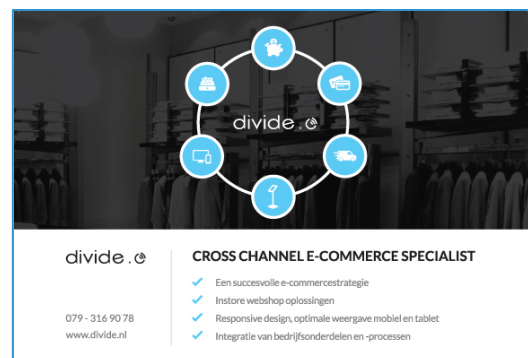 divide.e
divide.e
079 - 316 90 78
www.divide.nl
CROSS CHANNEL E-COMMERCE SPECIALIST
Een succesvolle e-commercestrategie
Instore webshop oplossingen
Responsive design, optimale weergave mobiel en tablet
Integratie van bedrijfsonderdelen en -processen